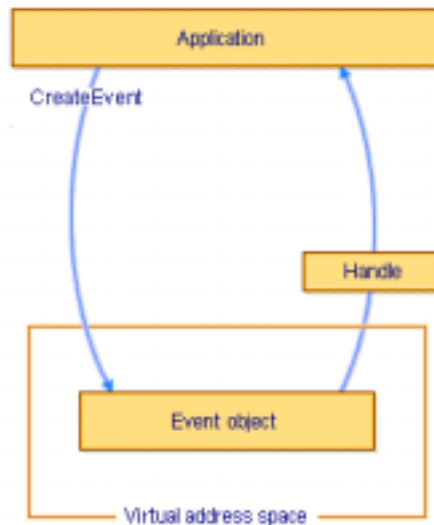 Application
CreateEvent
Handle
Event object
Virtual address space